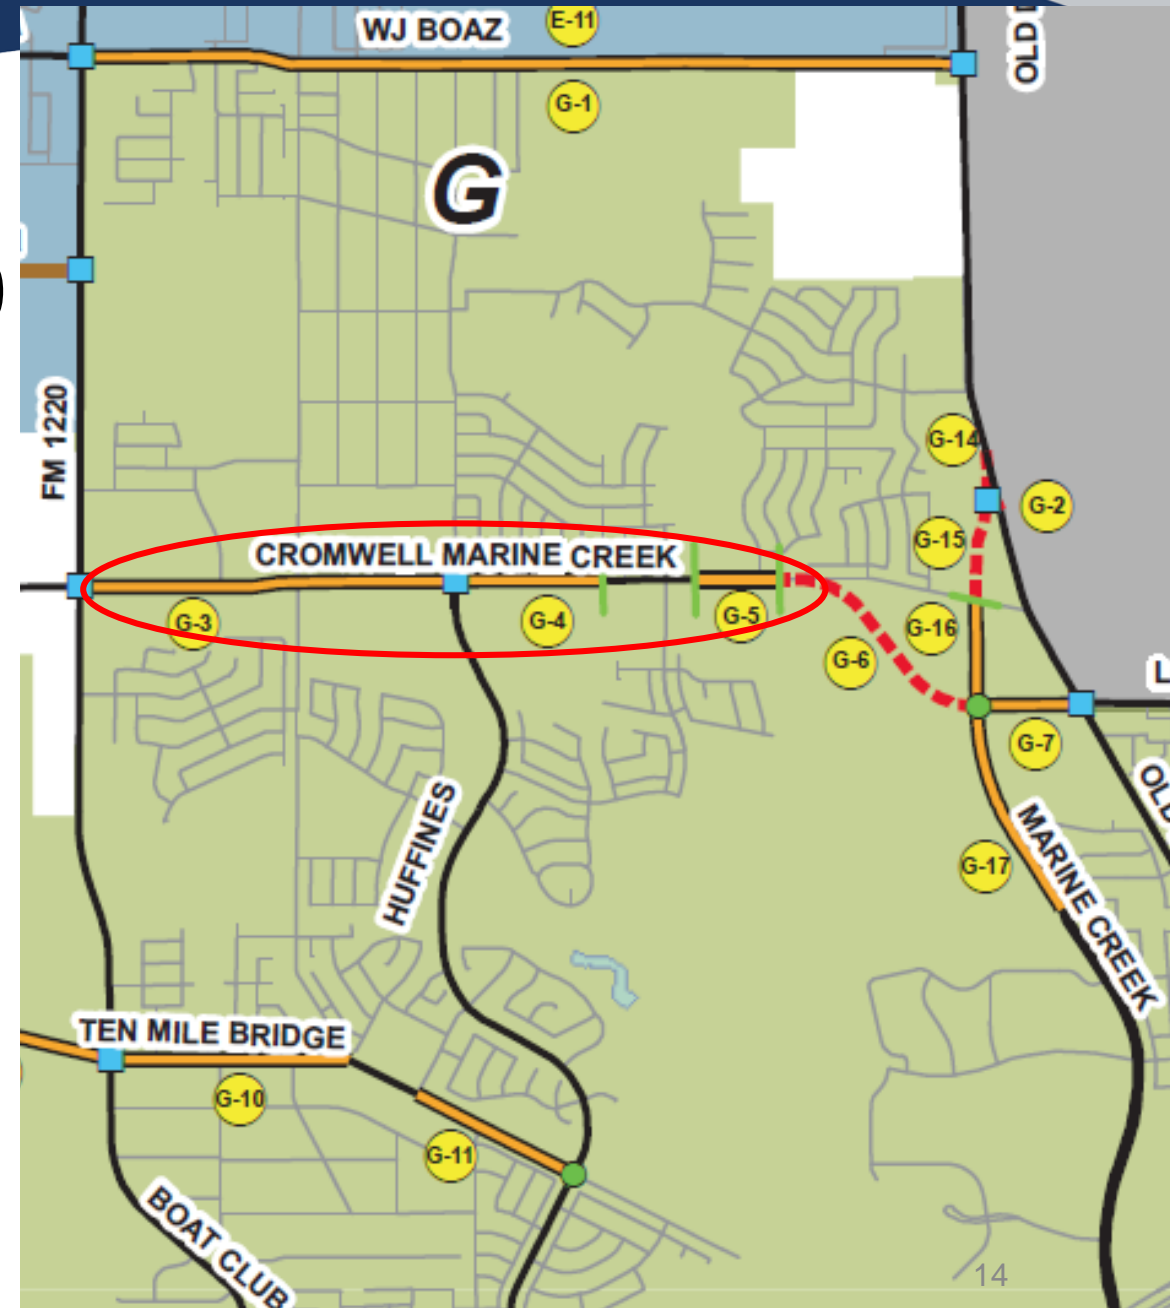 WJ BOAZ
E-11
G-1
G
FM 1220
G-14
G-2
G-15
CROMWELL MARINE CREEK
G-3
G-4
G-5
G-16
G-6
G-7
HUFFINES
G-17
MARINE CREEK
TEN MILE BRIDGE
G-10
G-11
BOAT CLUB
14